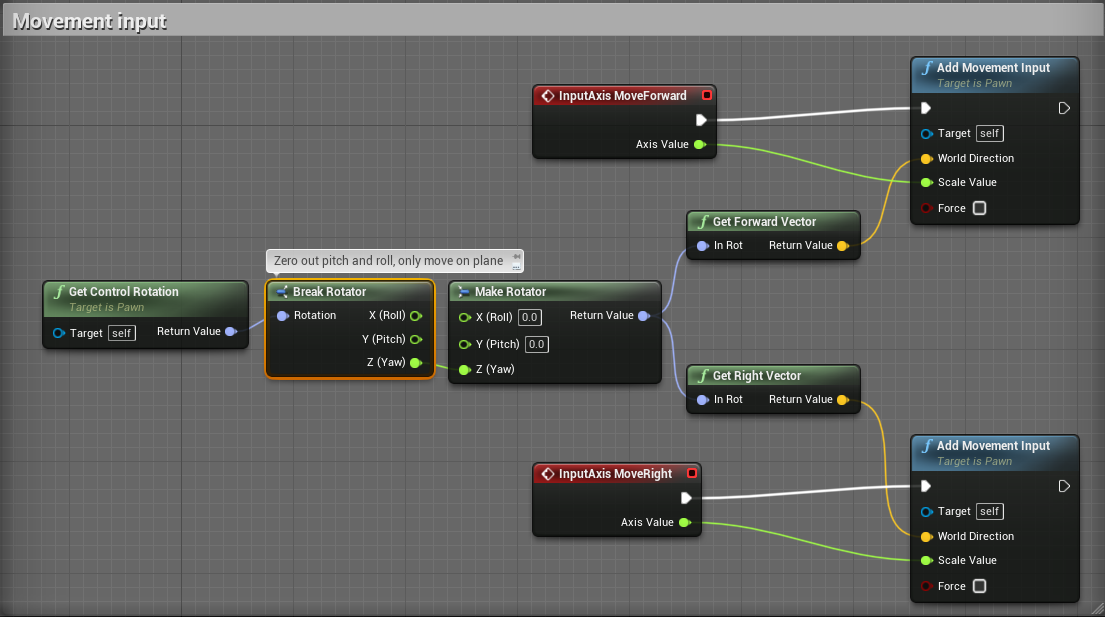 Movement input
InputAxis MoveForward
Axis Value
Add Movement Input
Target is Pawn
Target self
World Direction
Scale Value
Force
Get Forward Vector
In Rot Return Value
Zero out pitch and roll, only move on plane
Get Control Rotation
Target is Pawn
Target self Return Value
Break Rotator
Rotation X (Roll)
Y (Pitch)
Z (Yaw)
Make Rotator
X (Roll) 0.0 Return Value
Y (Pitch) 0.0
Z (Yaw)
Get Right Vector
In Rot Return Value
InputAxis MoveRight
Axis Value
Add Movement Input
Target is Pawn
Target self
World Direction
Scale Value
Force